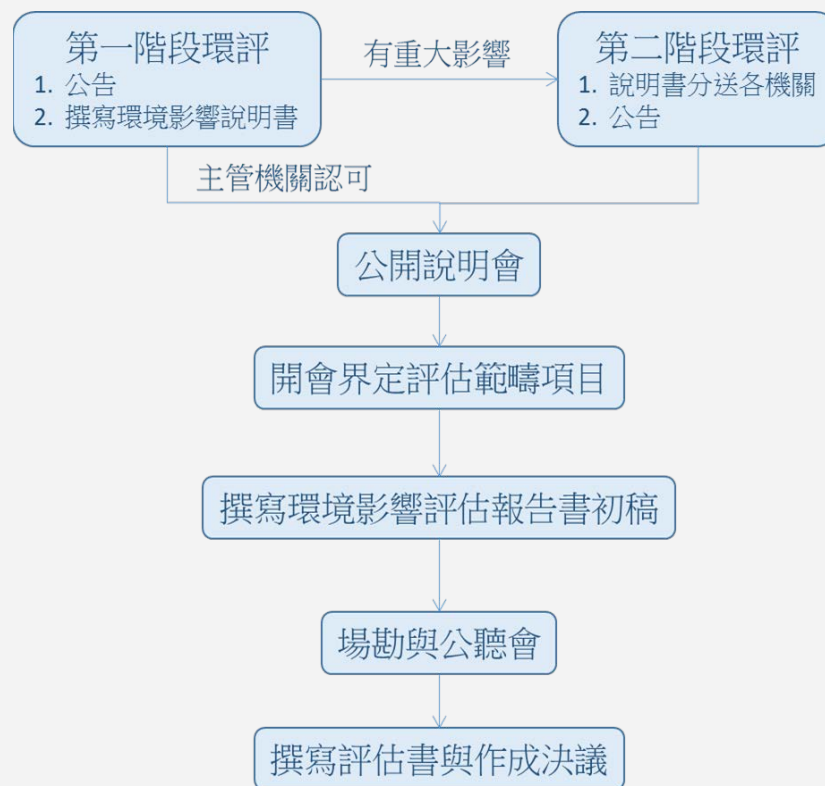 第一階段環評
1. 公告
2. 撰寫環境影響說明書
有重大影響
第二階段環評
1. 說明書分送各機關
2. 公告
主管機關認可
公開說明會
開會界定評估範疇項目
撰寫環境影響評估報告書初稿
場勘與公聽會
撰寫評估書與作成決議